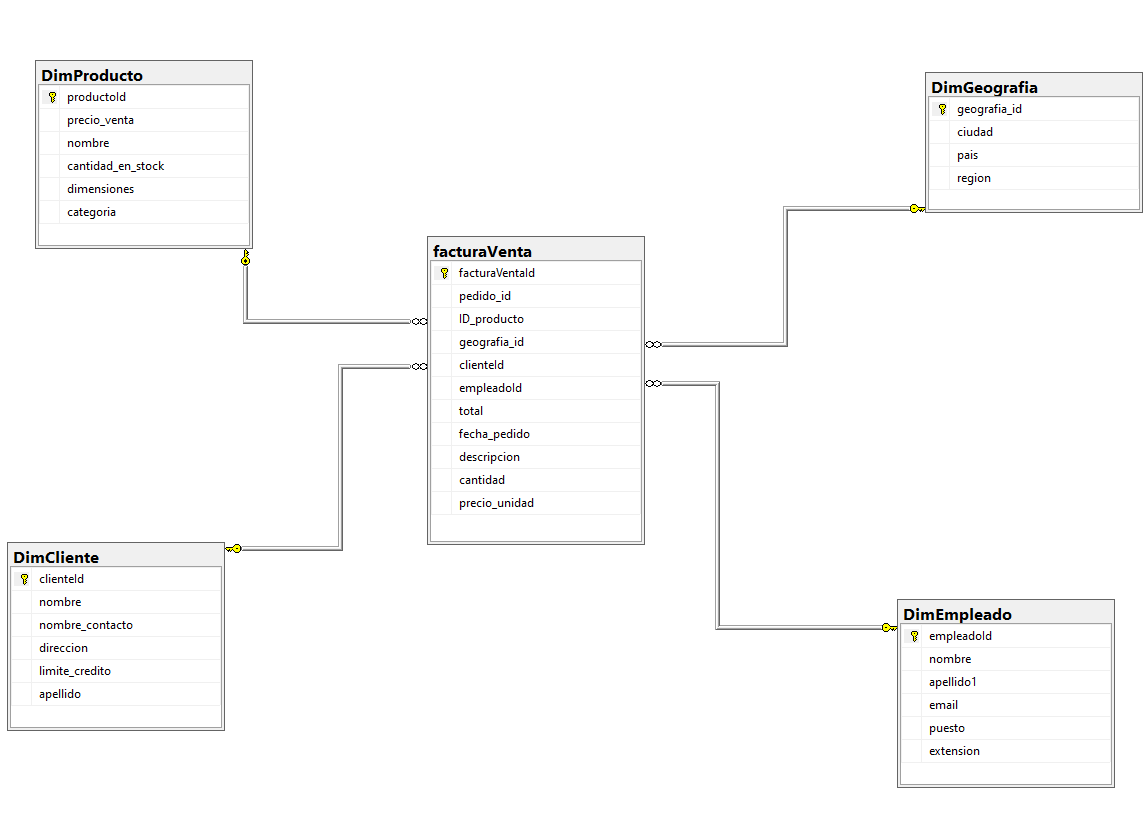 DimProducto
productoId
precio_venta
nombre
cantidad_en_stock
dimensiones
categoria
DimGeografia
geografia_id
ciudad
pais
region
facturaVenta
facturaVentaId
pedido_id
ID_producto
geografia_id
clienteId
empleadoId
total
fecha_pedido
descripcion
cantidad
precio_unidad
DimCliente
clienteId
nombre
nombre_contacto
direccion
limite_credito
apellido
DimEmpleado
empleadoId
nombre
apellido1
email
puesto
extension